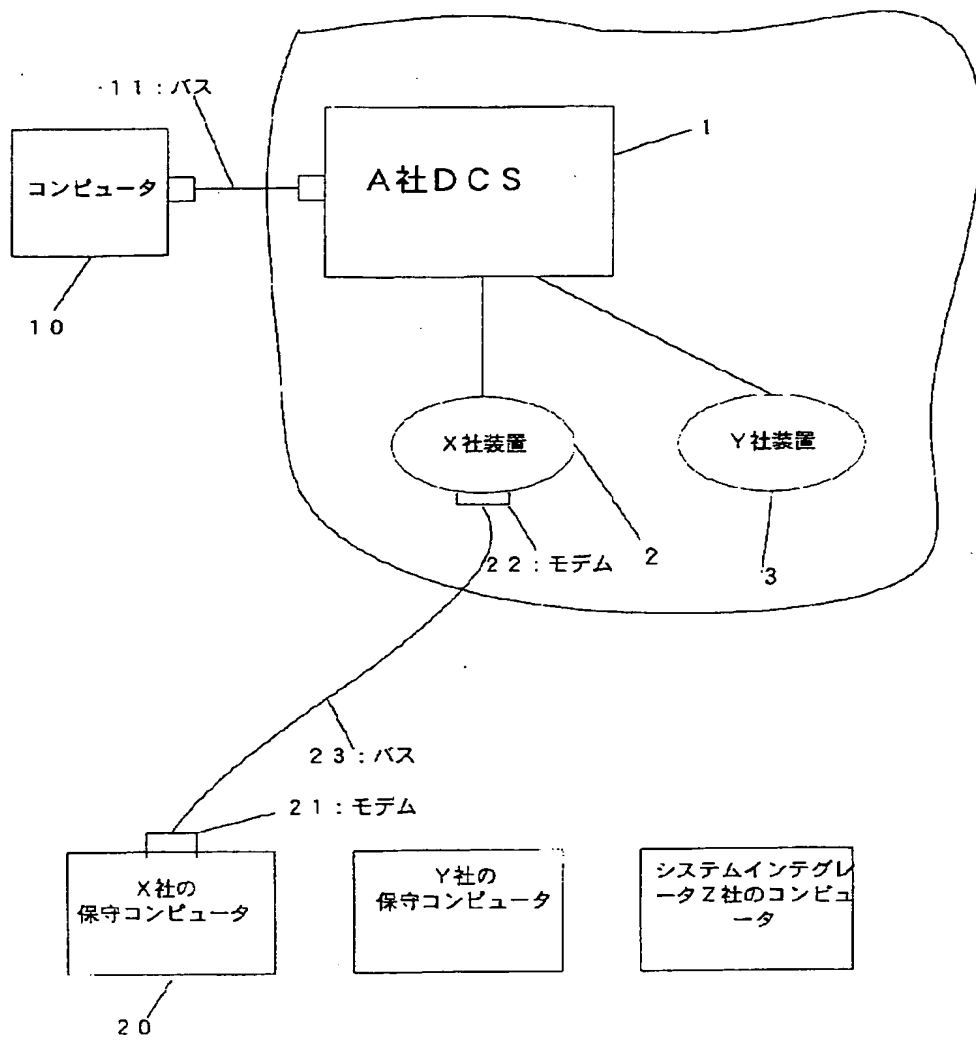 11:バス
1
コンピュータ
A社DCS
10
X社装置
Y社装置
22:モデム
2
3
23:バス
21:モデム
X社の
保守コンピュータ
Y社の
保守コンピュータ
システムインテグレ
ータZ社のコンピュ
ータ
20